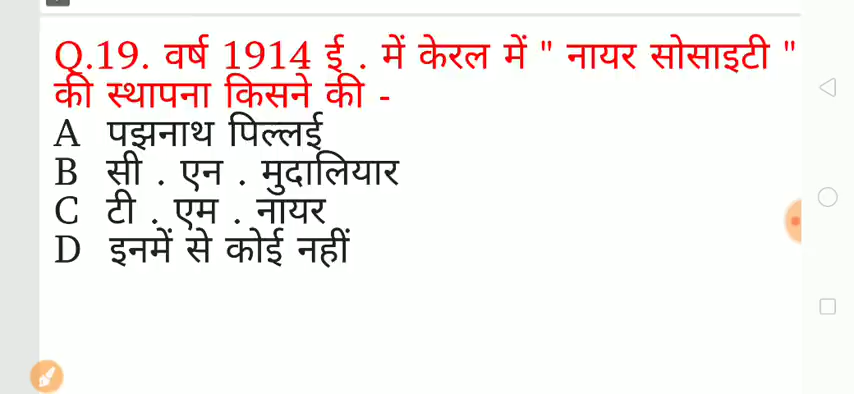 Q.19. वर्ष 1914 ई . में केरल में " नायर सोसाइटी "
की स्थापना किसने की -
A पझनाथ पिल्लई
B सी . एन . मुदालियार
C टी . एम . नायर
D इनमें से कोई नहीं